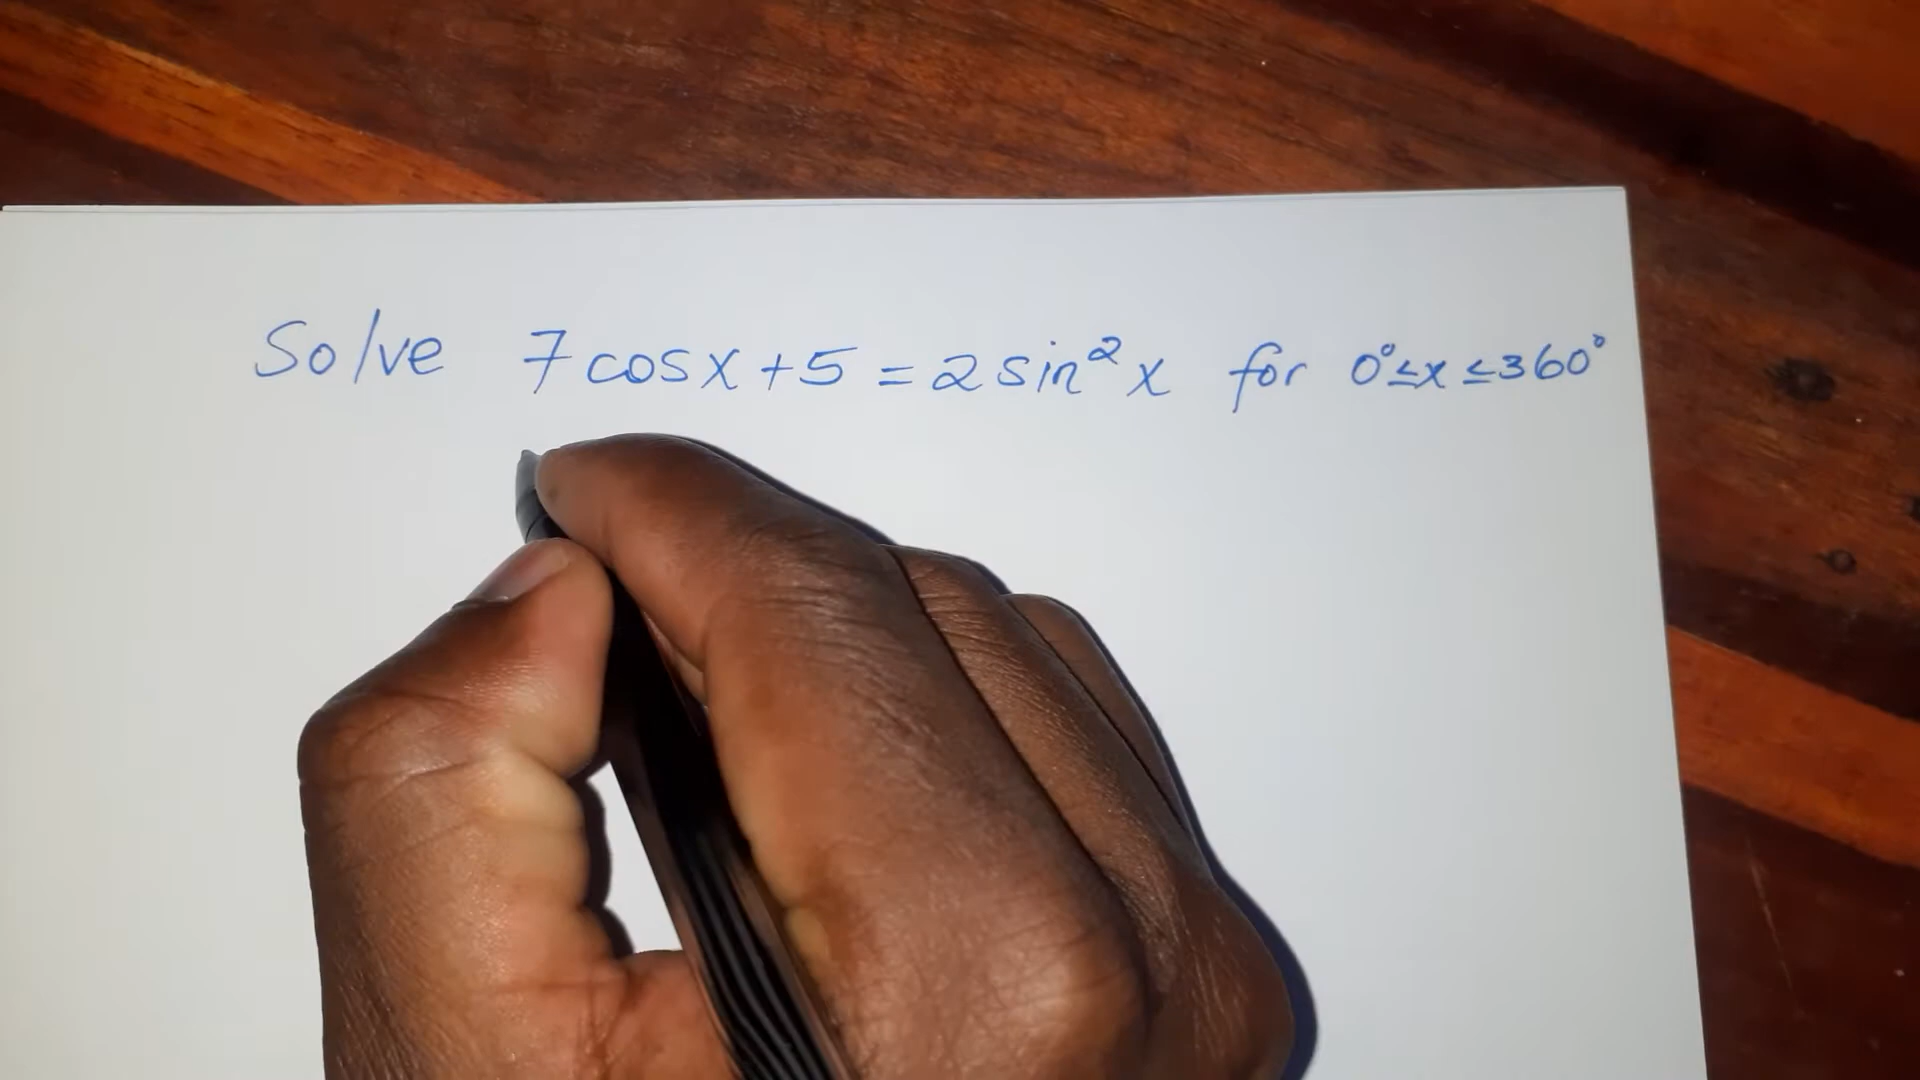 Solve 7cosx+5 = 2sin²x for 0°≤x≤360°